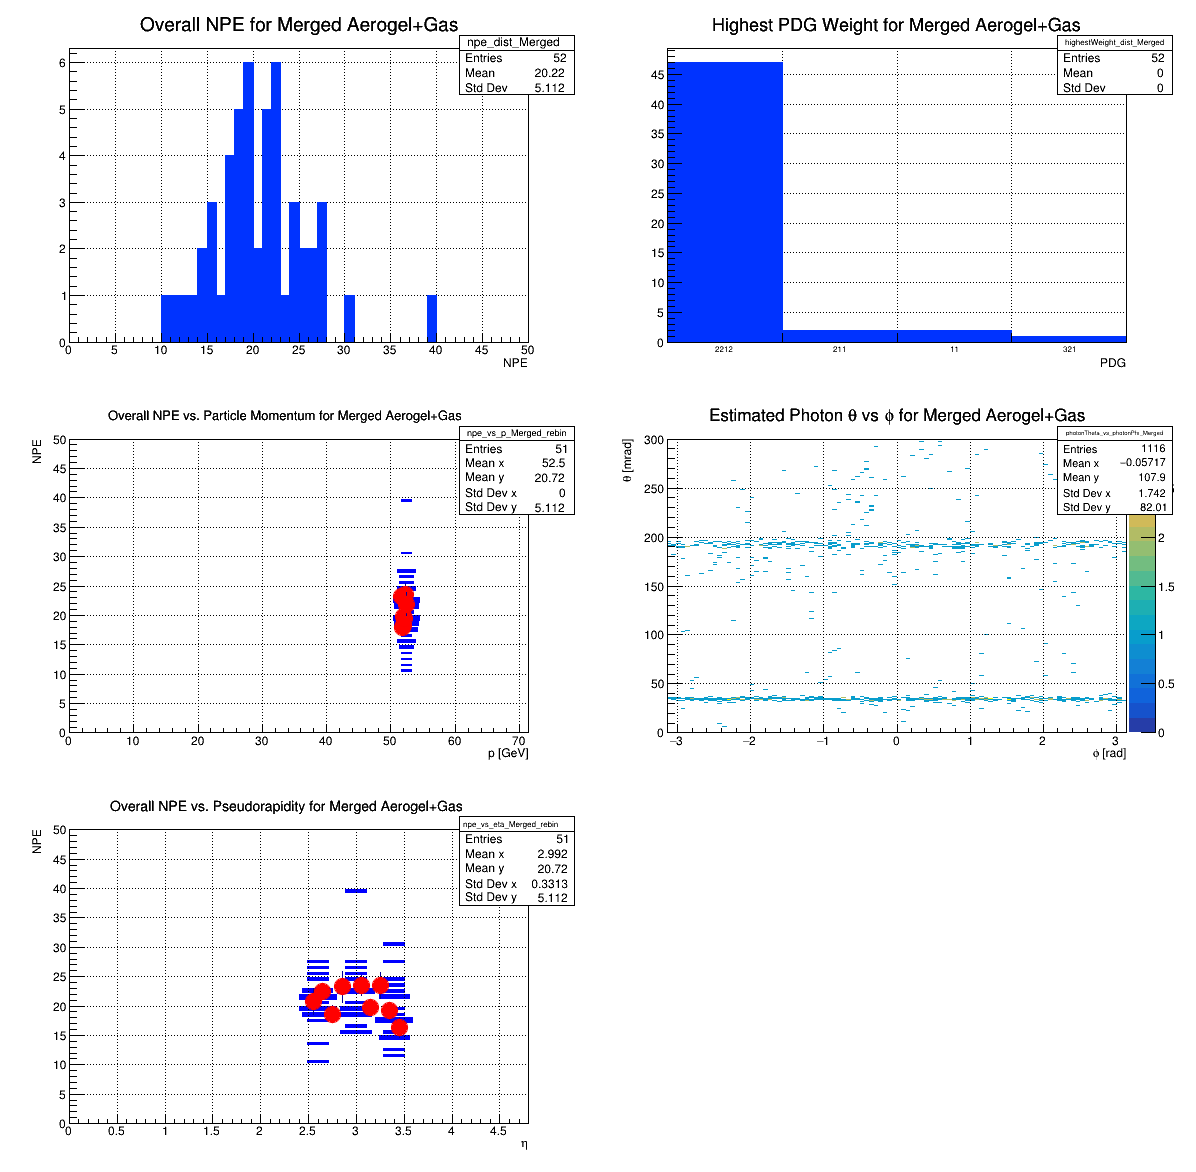 Overall NPE for Merged Aerogel+Gas
npe_dist_Merged
Entries 52
Mean 20.22
Std Dev 5.112
6
5
4
3
2
1
0
0 5 10 15 20 25 30 35 40 45 50
NPE
Highest PDG Weight for Merged Aerogel+Gas
highestWeight_dist_Merged
Entries 52
Mean 0
Std Dev 0
45
40
35
30
25
20
15
10
5
0
2212 211 11 321
PDG
Overall NPE vs. Particle Momentum for Merged Aerogel+Gas
npe_vs_p_Merged_rebin
Entries 51
Mean x 52.5
Mean y 20.72
Std Dev x 0
Std Dev y 5.112
NPE
50
45
40
35
30
25
20
15
10
5
0
0 10 20 30 40 50 60 70
p [GeV]
Estimated Photon θ vs ϕ for Merged Aerogel+Gas
photonTheta_vs_photonPhi_Merged
Entries 1116
Mean x −0.05717
Mean y 107.9
Std Dev x 1.742
Std Dev y 82.01
θ [mrad]
300
250
200
150
100
50
0
−3 −2 −1 0 1 2 3
ϕ [rad]
2
1.5
1
0.5
0
Overall NPE vs. Pseudorapidity for Merged Aerogel+Gas
npe_vs_eta_Merged_rebin
Entries 51
Mean x 2.992
Mean y 20.72
Std Dev x 0.3313
Std Dev y 5.112
NPE
50
45
40
35
30
25
20
15
10
5
0
0 0.5 1 1.5 2 2.5 3 3.5 4 4.5
η